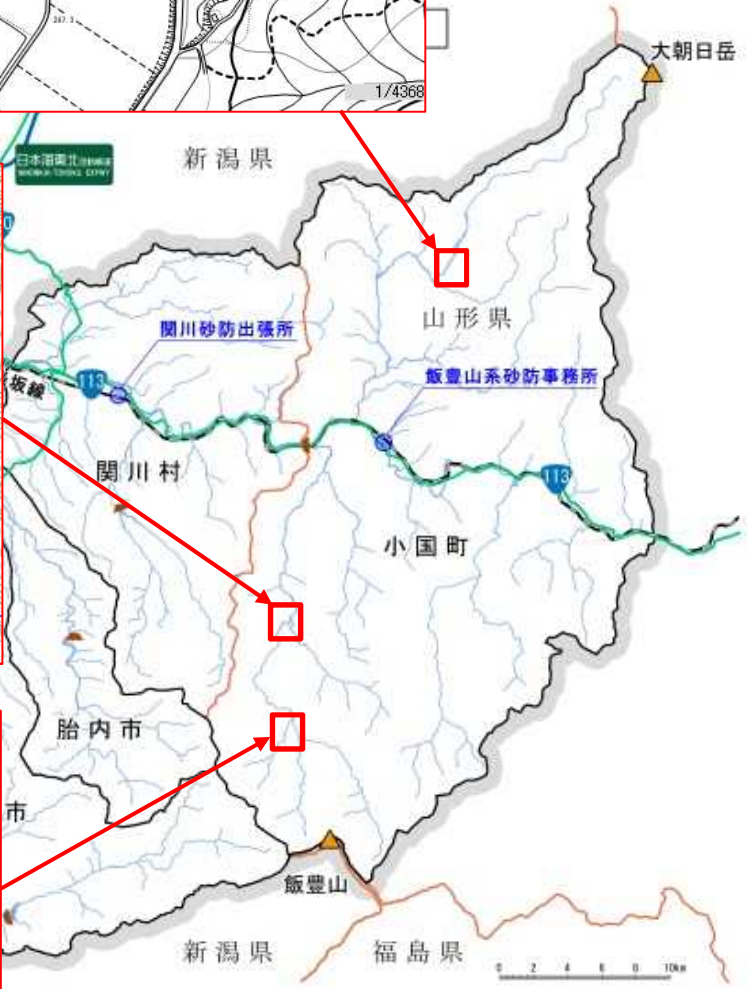 287.3
1/4368
大朝日岳
新潟県
日本海東北自動車道
山形県
関川砂防出張所
飯豊山系砂防事務所
坂線
113
関川村
113
小国町
胎内市
市
飯豊山
新潟県
福島県
0 2 4 6 8 10km